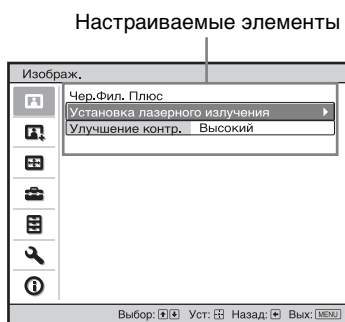 Настраиваемые элементы
Изображ.
Чер.Фил. Плюс
Установка лазерного излучения
Улучшение контр. Высокий
Выбор: Уст: Назад: Вых: MENU